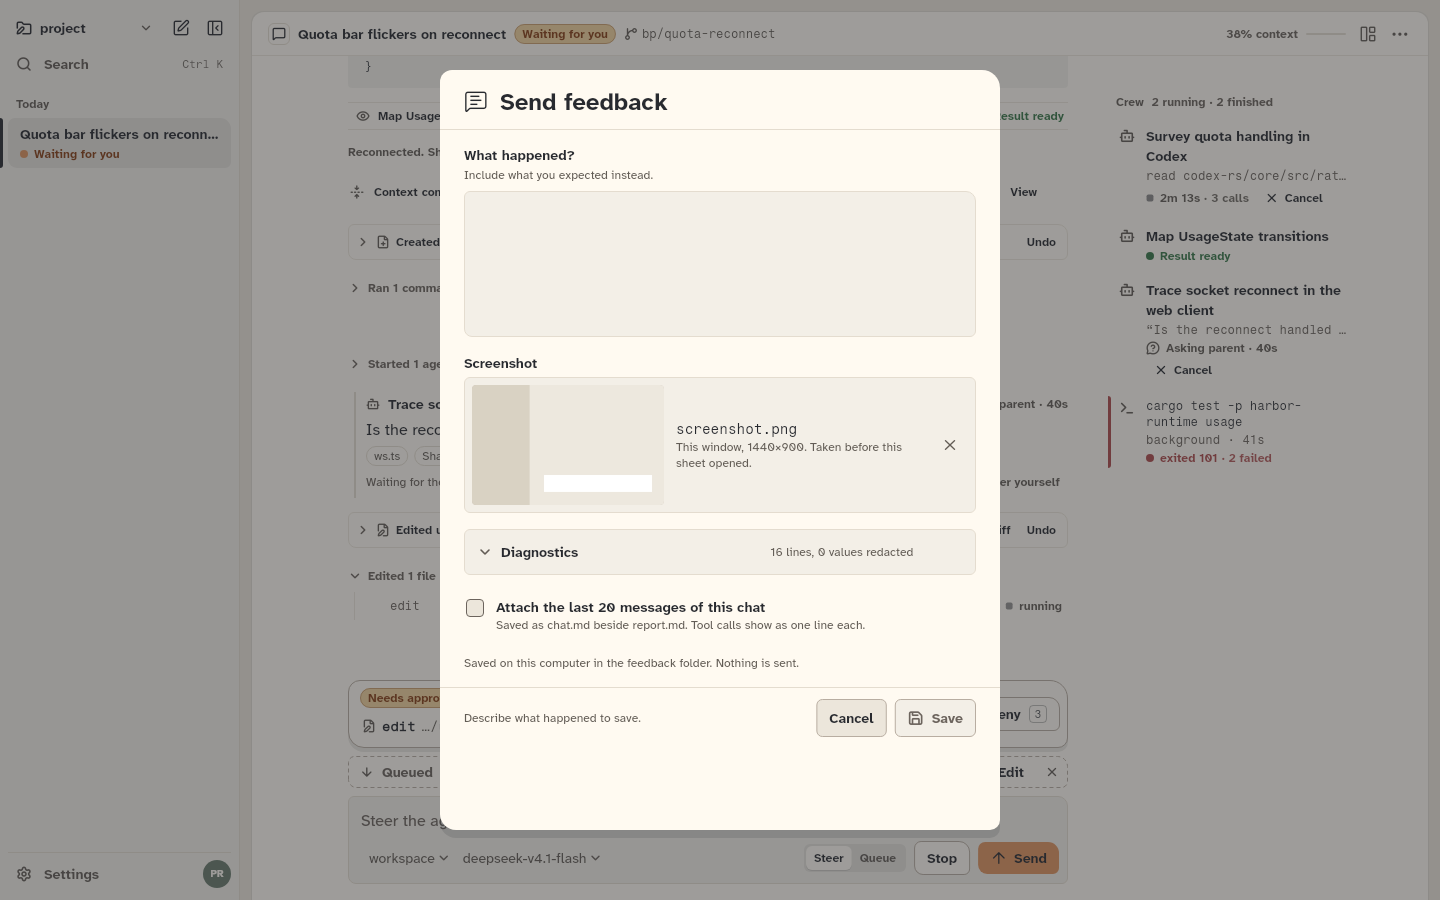 project
Search
Ctrl K
Today
Quota bar flickers on reconn…
Waiting for you
Settings
PR
Quota bar flickers on reconnect
Waiting for you
bp/quota-reconnect
38% context
}
Map Usage
esult ready
Reconnected. Sh
Context com
View
Created
Undo
Ran 1 comma
Started 1 age
Trace so
parent · 40s
Is the reco
ws.ts
Sha
Waiting for the
er yourself
Edited u
iff
Undo
Edited 1 file
edit
running
Needs appro
edit …/
eny
3
Queued
Edit
Steer the ag
workspace
deepseek-v4.1-flash
Steer
Queue
Stop
Send
Send feedback
What happened?
Include what you expected instead.
Screenshot
screenshot.png
This window, 1440×900. Taken before this
sheet opened.
Diagnostics
16 lines, 0 values redacted
Attach the last 20 messages of this chat
Saved as chat.md beside report.md. Tool calls show as one line each.
Saved on this computer in the feedback folder. Nothing is sent.
Describe what happened to save.
Cancel
Save
Crew 2 running · 2 finished
Survey quota handling in
Codex
read codex-rs/core/src/rat…
2m 13s · 3 calls
Cancel
Map UsageState transitions
Result ready
Trace socket reconnect in the
web client
“Is the reconnect handled …
Asking parent · 40s
Cancel
cargo test -p harbor-
runtime usage
background · 41s
exited 101 · 2 failed